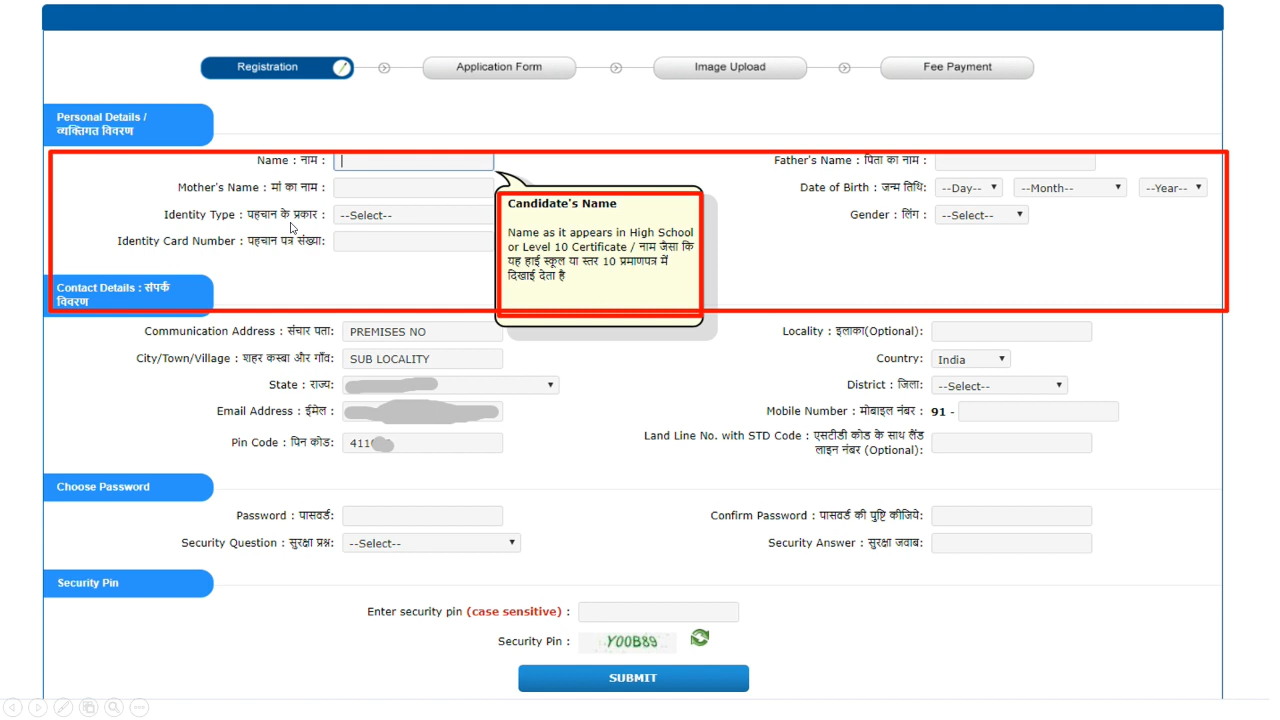 Registration
Application Form
Image Upload
Fee Payment
Personal Details /
व्यक्तिगत विवरण
Name : नाम :
Father's Name : पिता का नाम :
Mother's Name : मां का नाम :
Date of Birth : जन्म तिथि: --Day-- --Month-- --Year--
Identity Type : पहचान के प्रकार : --Select--
Gender : लिंग : --Select--
Identity Card Number : पहचान पत्र संख्या:
Candidate's Name
Name as it appears in High School
or Level 10 Certificate / नाम जैसा कि
यह हाई स्कूल या स्तर 10 प्रमाणपत्र में
दिखाई देता है
Contact Details : संपर्क
विवरण
Communication Address : संचार पता: PREMISES NO
Locality : इलाका(Optional):
City/Town/Village : शहर कस्बा और गाँव: SUB LOCALITY
Country: India
State : राज्य:
District : जिला: --Select--
Email Address : ईमेल :
Mobile Number : मोबाइल नंबर : 91 -
Pin Code : पिन कोड: 411
Land Line No. with STD Code : एसटीडी कोड के साथ लैंड
लाइन नंबर (Optional):
Choose Password
Password : पासवर्ड:
Confirm Password : पासवर्ड की पुष्टि कीजिये:
Security Question : सुरक्षा प्रश्न: --Select--
Security Answer : सुरक्षा जवाब:
Security Pin
Enter security pin (case sensitive) :
Security Pin : Y00B89
SUBMIT